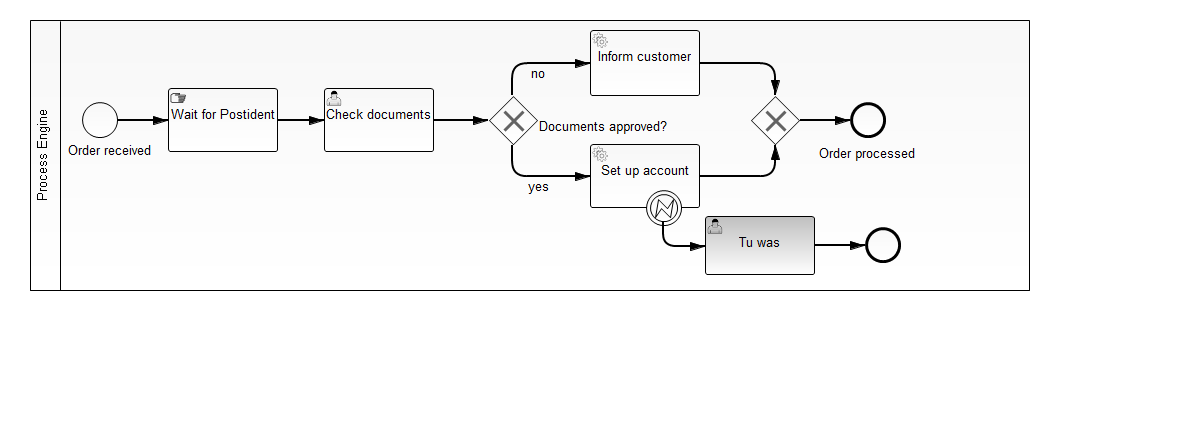 Process Engine
Order received
Wait for Postident
Check documents
Documents approved?
no
Inform customer
yes
Set up account
Order processed
Tu was